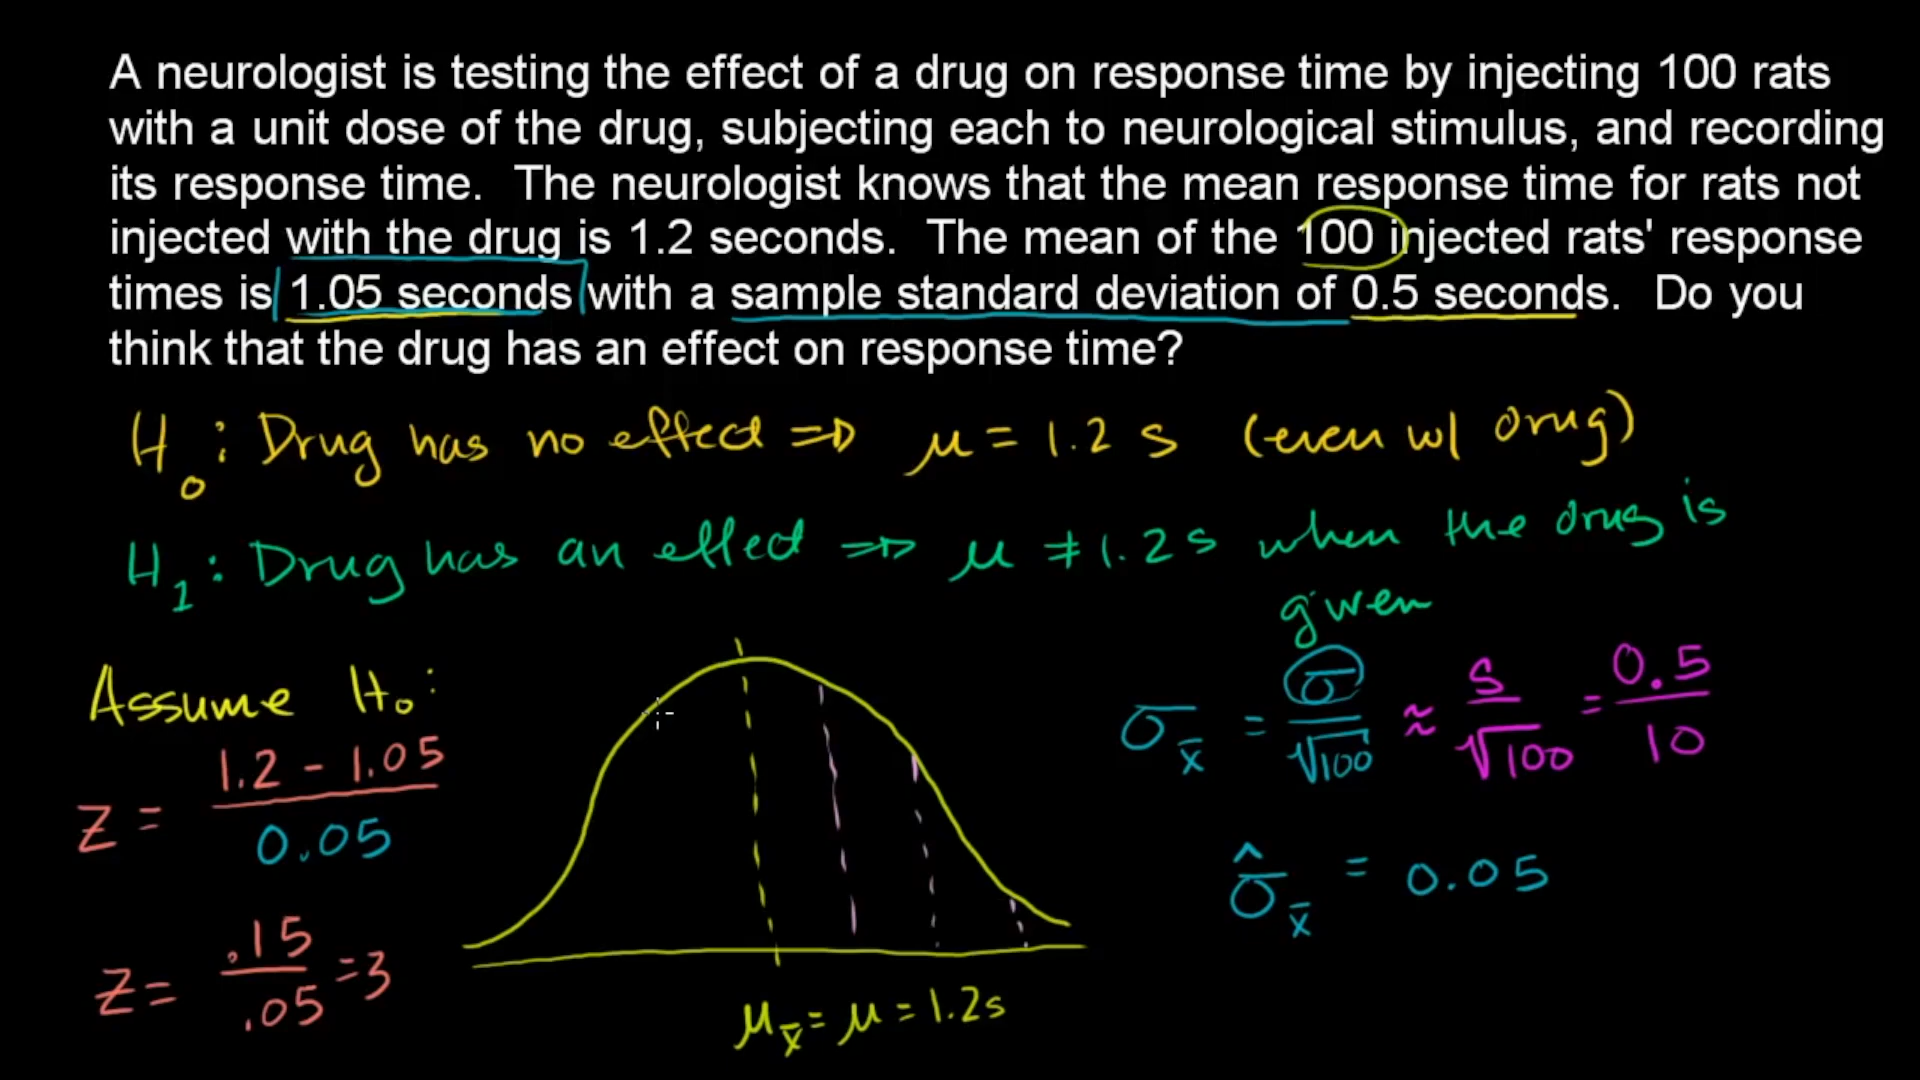 A neurologist is testing the effect of a drug on response time by injecting 100 rats
with a unit dose of the drug, subjecting each to neurological stimulus, and recording
its response time.  The neurologist knows that the mean response time for rats not
injected with the drug is 1.2 seconds.  The mean of the 100 injected rats' response
times is 1.05 seconds with a sample standard deviation of 0.5 seconds.  Do you
think that the drug has an effect on response time?
H₀: Drug has no effect ⇒ μ = 1.2 s (even w/ drug)
H₁: Drug has an effect ⇒ μ ≠ 1.2 s when the drug is
given
Assume H₀:
z = (1.2 - 1.05) / 0.05
z = .15 / .05 = 3
μx̄ = μ = 1.2 s
σx̄ = σ / √100 ≈ s / √100 = 0.5 / 10
σ̂x̄ = 0.05